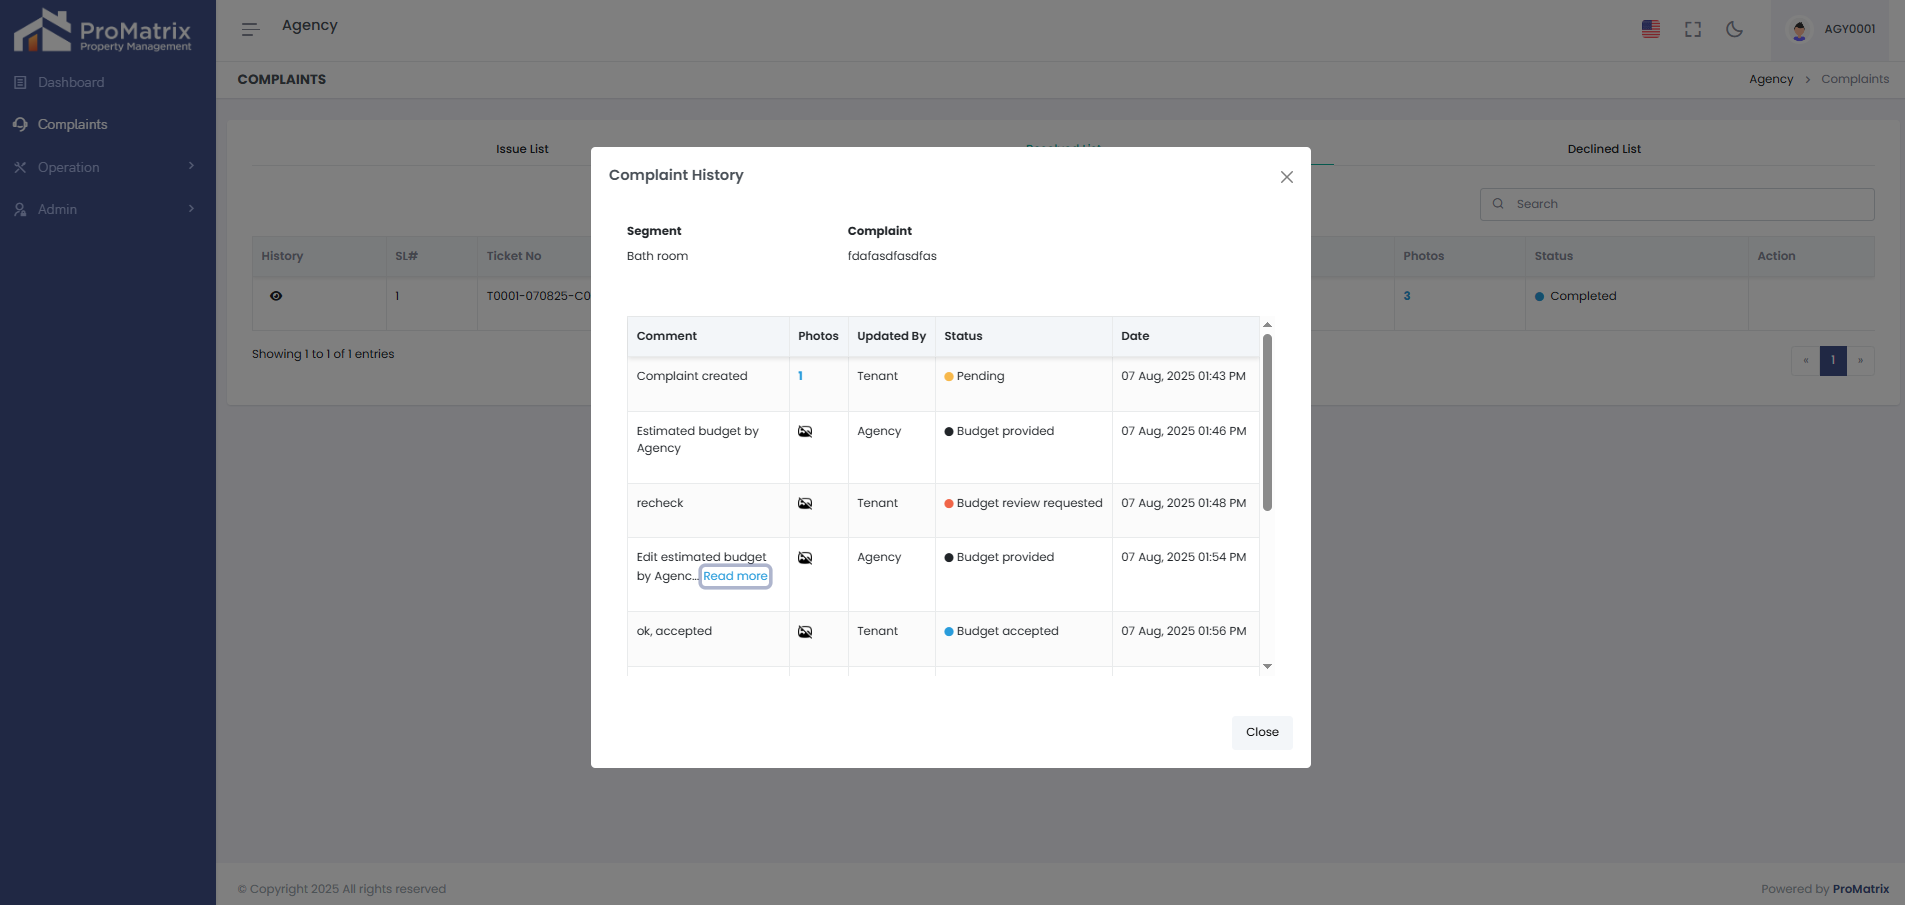 ProMatrix
Property Management
Agency
AGY0001
Dashboard
Complaints
Operation
Admin
COMPLAINTS
Agency > Complaints
Issue List
Declined List
Search
History SL# Ticket No Photos Status Action
1 T0001-070825-C0 3 Completed
Showing 1 to 1 of 1 entries
« 1 »
Complaint History
Segment Complaint
Bath room fdafasdfasdfas
Comment Photos Updated By Status Date
Complaint created 1 Tenant Pending 07 Aug, 2025 01:43 PM
Estimated budget by Agency Budget provided 07 Aug, 2025 01:46 PM
Agency
recheck Tenant Budget review requested 07 Aug, 2025 01:48 PM
Edit estimated budget Agency Budget provided 07 Aug, 2025 01:54 PM
by Agenc... Read more
ok, accepted Tenant Budget accepted 07 Aug, 2025 01:56 PM
Close
© Copyright 2025 All rights reserved
Powered by ProMatrix